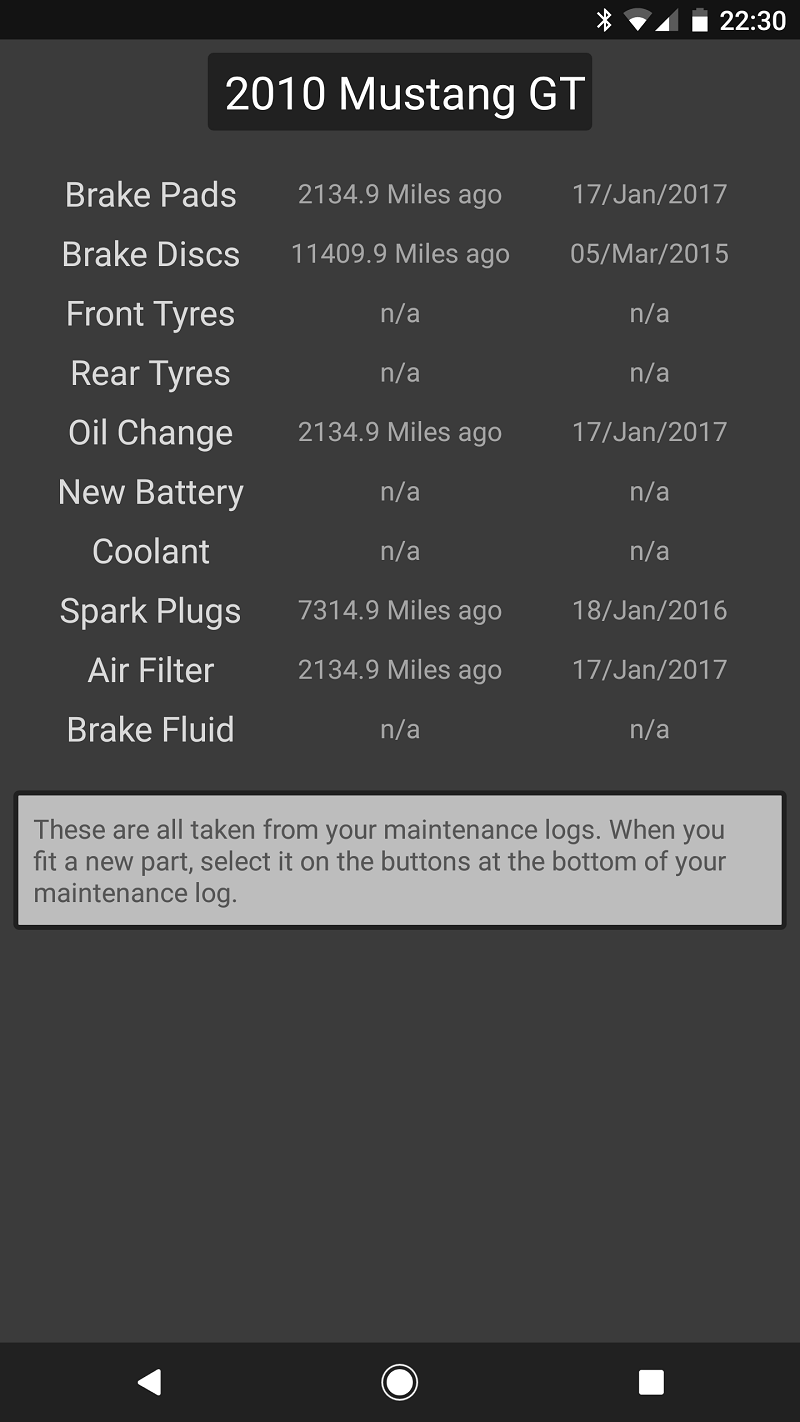 22:30
2010 Mustang GT
Brake Pads 2134.9 Miles ago 17/Jan/2017
Brake Discs 11409.9 Miles ago 05/Mar/2015
Front Tyres n/a n/a
Rear Tyres n/a n/a
Oil Change 2134.9 Miles ago 17/Jan/2017
New Battery n/a n/a
Coolant n/a n/a
Spark Plugs 7314.9 Miles ago 18/Jan/2016
Air Filter 2134.9 Miles ago 17/Jan/2017
Brake Fluid n/a n/a
These are all taken from your maintenance logs. When you
fit a new part, select it on the buttons at the bottom of your
maintenance log.